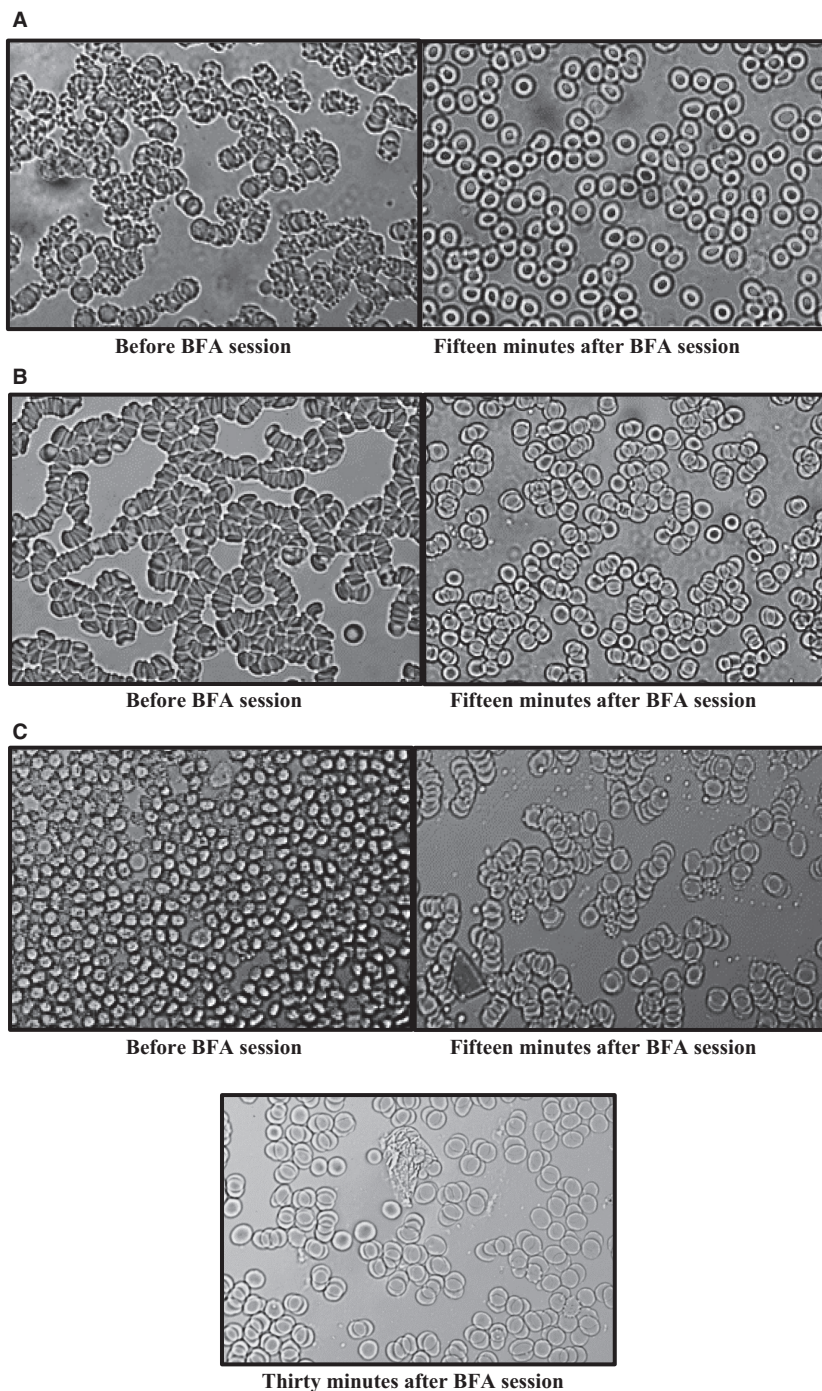 A
Before BFA session
Fifteen minutes after BFA session
B
Before BFA session
Fifteen minutes after BFA session
C
Before BFA session
Fifteen minutes after BFA session
Thirty minutes after BFA session